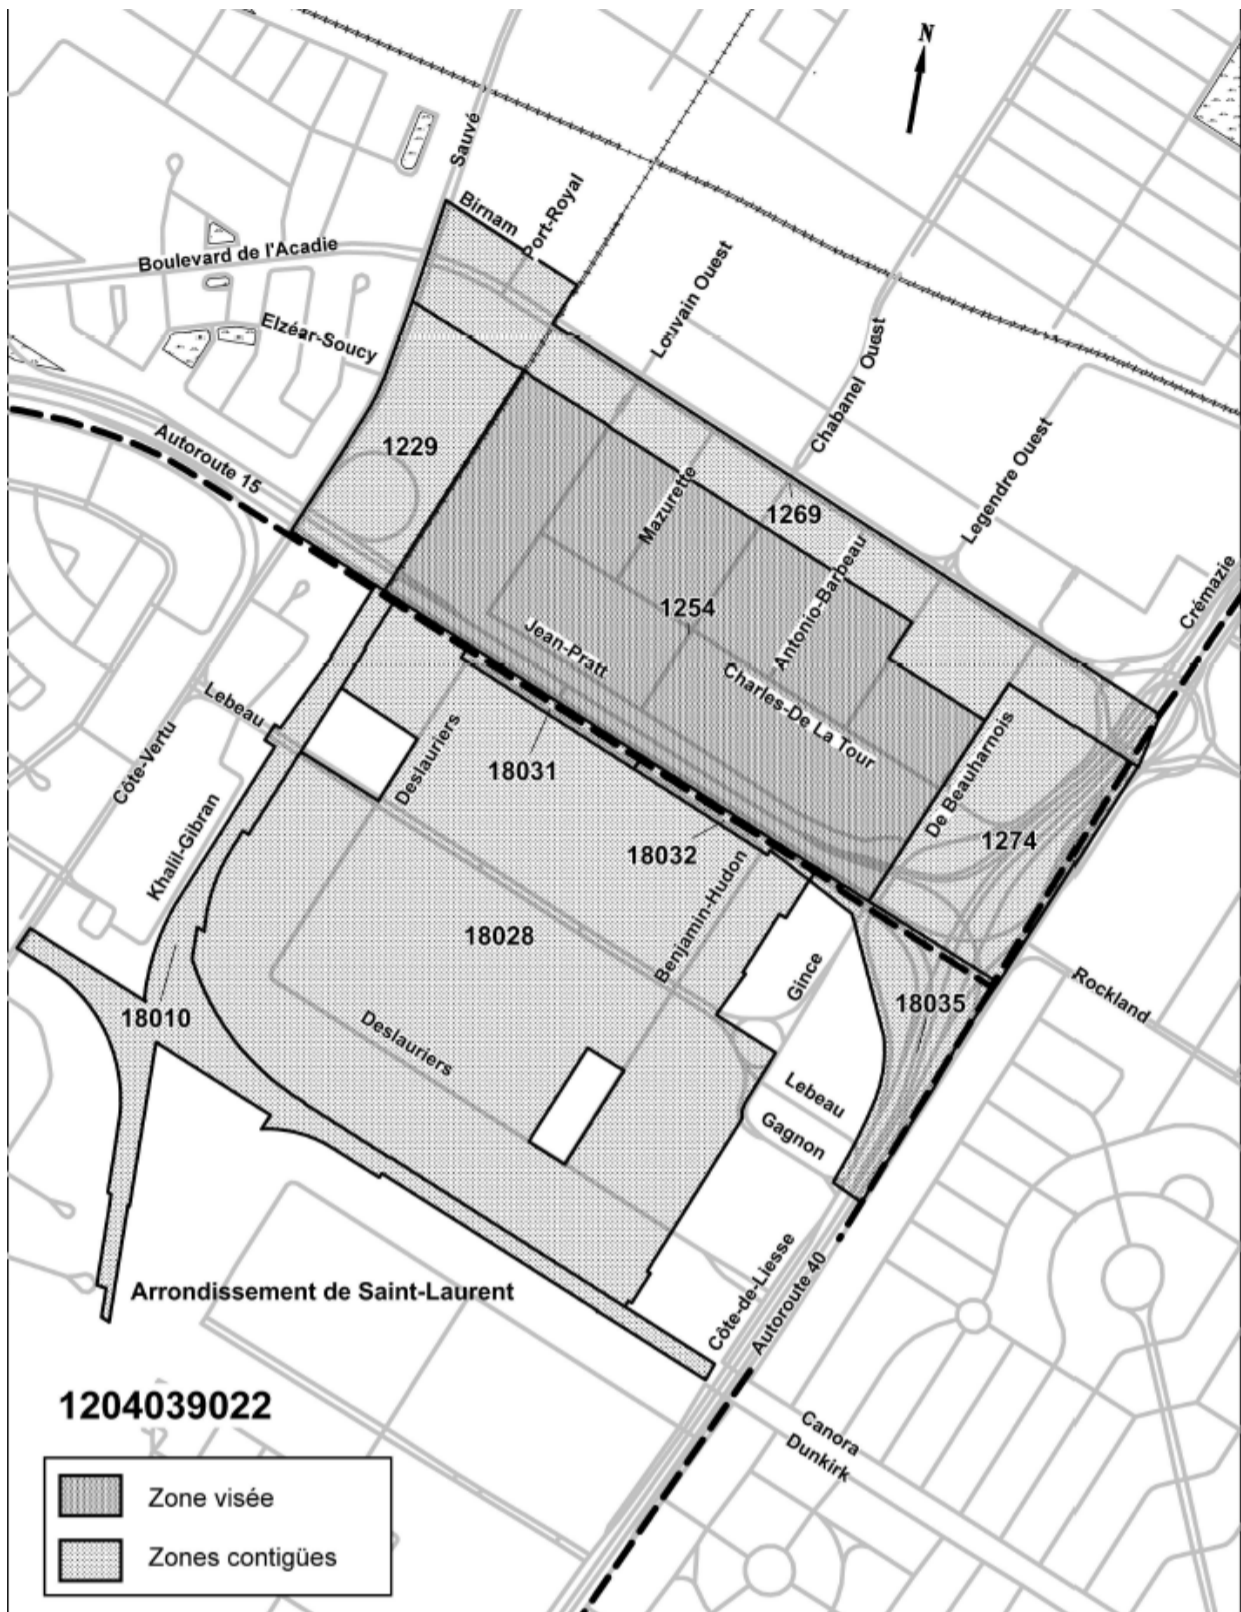 N
Sauvé
Birnam
Port-Royal
Boulevard de l'Acadie
Louvain Ouest
Elzéar-Soucy
Chabanel Ouest
Autoroute 15
1229
Legendre Ouest
Mazurette
1269
Antonio-Barbeau
Crémazie
1254
Jean-Pratt
Charles-De La Tour
Lebeau
Deslauriers
De Beauharnois
Côte-Vertu
18031
Khalil-Gibran
18032
1274
Benjamin-Hudon
18028
Gince
Rockland
18035
18010
Deslauriers
Lebeau
Gagnon
Côte-de-Liesse
Autoroute 40
Arrondissement de Saint-Laurent
1204039022
Canora
Dunkirk
Zone visée
Zones contigües